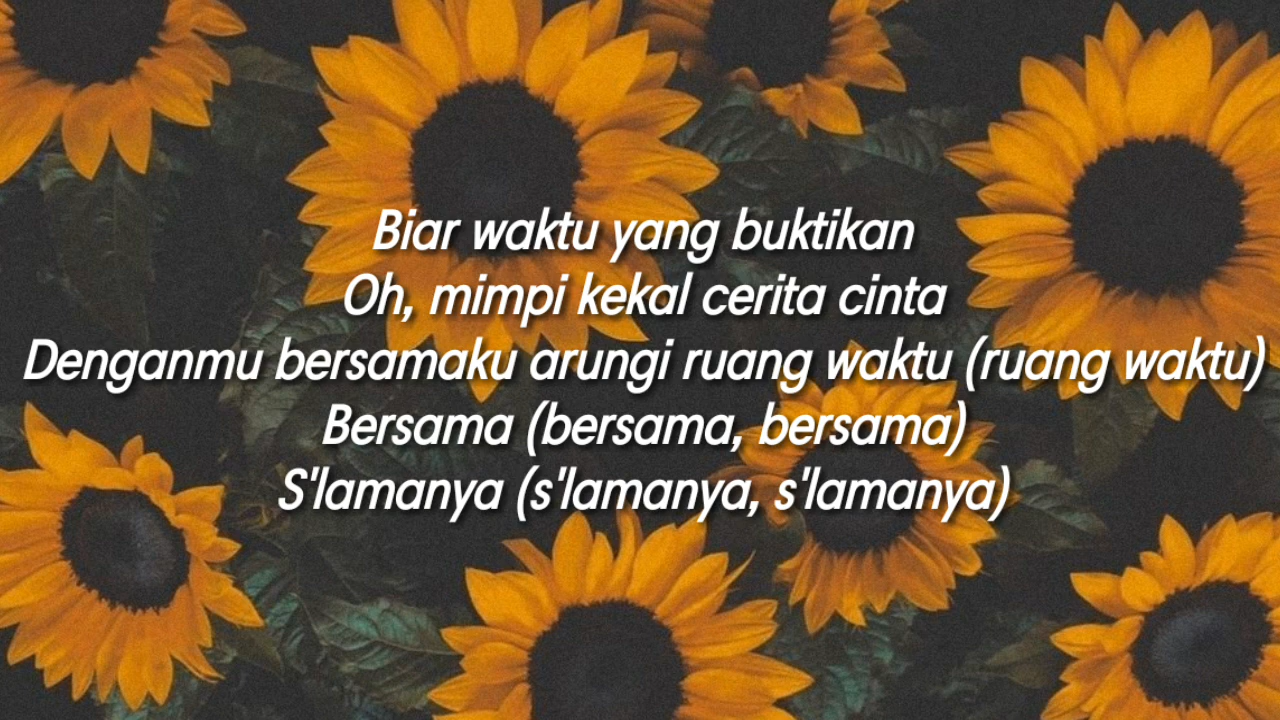 Biar waktu yang buktikan
Oh, mimpi kekal cerita cinta
Denganmu bersamaku arungi ruang waktu (ruang waktu)
Bersama (bersama, bersama)
S'lamanya (s'lamanya, s'lamanya)